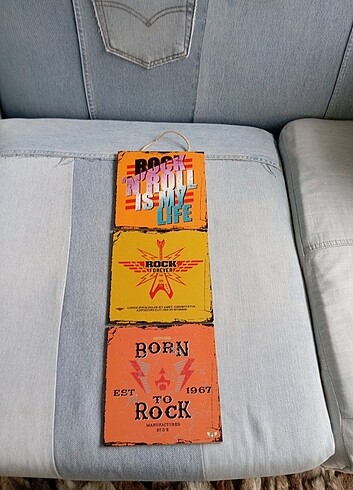 ROCK
'N' ROLL
IS MY
LIFE
ROCK
FOREVER
BORN
EST 1967
TO
ROCK
MANUFACTURED